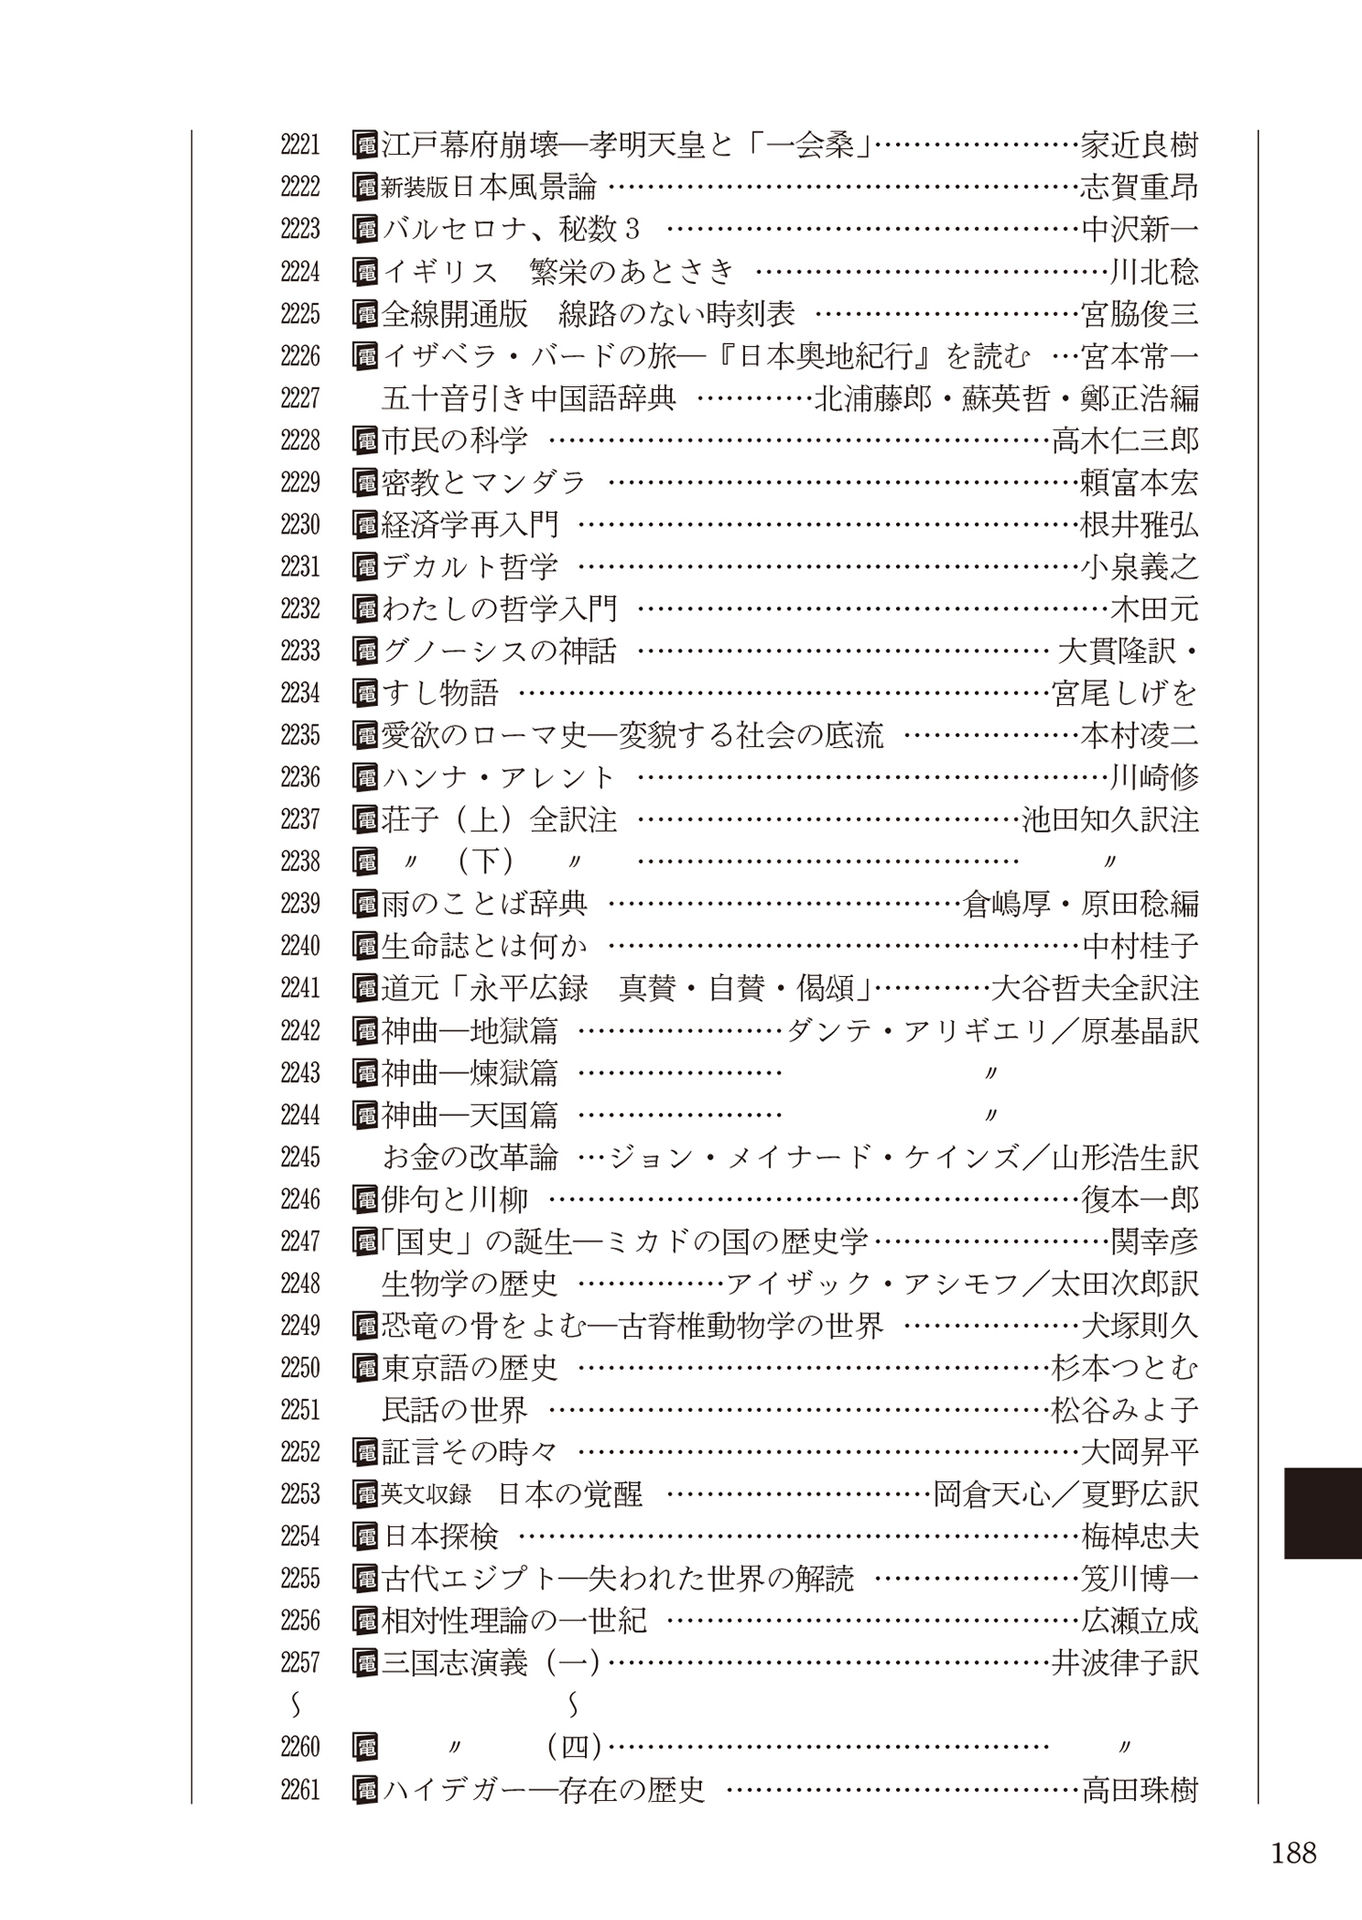 2221 電江戸幕府崩壊―孝明天皇と「一会桑」…………………家近良樹
2222 電新装版日本風景論…………………………………………志賀重昂
2223 電バルセロナ、秘数3……………………………………中沢新一
2224 電イギリス　繁栄のあとさき………………………………川北稔
2225 電全線開通版　線路のない時刻表………………………宮脇俊三
2226 電イザベラ・バードの旅―『日本奥地紀行』を読む…宮本常一
2227 五十音引き中国語辞典…………北浦藤郎・蘇英哲・鄭正浩編
2228 電市民の科学……………………………………………高木仁三郎
2229 電密教とマンダラ…………………………………………頼富本宏
2230 電経済学再入門……………………………………………根井雅弘
2231 電デカルト哲学……………………………………………小泉義之
2232 電わたしの哲学入門…………………………………………木田元
2233 電グノーシスの神話……………………………………大貫隆訳・
2234 電すし物語………………………………………………宮尾しげを
2235 電愛欲のローマ史―変貌する社会の底流………………本村凌二
2236 電ハンナ・アレント…………………………………………川崎修
2237 電荘子（上）全訳注…………………………………池田知久訳注
2238 電〃（下）〃…………………………………〃
2239 電雨のことば辞典………………………………倉嶋厚・原田稔編
2240 電生命誌とは何か…………………………………………中村桂子
2241 電道元「永平広録　真賛・自賛・偈頌」…………大谷哲夫全訳注
2242 電神曲―地獄篇…………………ダンテ・アリギエリ／原基晶訳
2243 電神曲―煉獄篇…………………〃
2244 電神曲―天国篇…………………〃
2245 お金の改革論…ジョン・メイナード・ケインズ／山形浩生訳
2246 電俳句と川柳………………………………………………復本一郎
2247 電「国史」の誕生―ミカドの国の歴史学……………………関幸彦
2248 生物学の歴史……………アイザック・アシモフ／太田次郎訳
2249 電恐竜の骨をよむ―古脊椎動物学の世界………………犬塚則久
2250 電東京語の歴史…………………………………………杉本つとむ
2251 民話の世界……………………………………………松谷みよ子
2252 電証言その時々……………………………………………大岡昇平
2253 電英文収録　日本の覚醒………………………岡倉天心／夏野広訳
2254 電日本探検…………………………………………………梅棹忠夫
2255 電古代エジプト―失われた世界の解読…………………笈川博一
2256 電相対性理論の一世紀……………………………………広瀬立成
2257 電三国志演義（一）………………………………………井波律子訳
〜 〜
2260 電〃（四）………………………………………〃
2261 電ハイデガー―存在の歴史………………………………高田珠樹
188